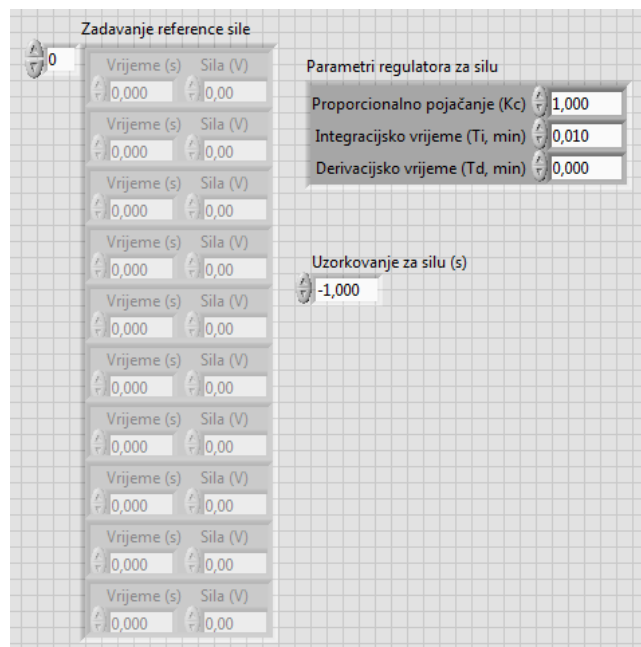 Zadavanje reference sile
0
Vrijeme (s) Sila (V)
0,000 0,00
Vrijeme (s) Sila (V)
0,000 0,00
Vrijeme (s) Sila (V)
0,000 0,00
Vrijeme (s) Sila (V)
0,000 0,00
Vrijeme (s) Sila (V)
0,000 0,00
Vrijeme (s) Sila (V)
0,000 0,00
Vrijeme (s) Sila (V)
0,000 0,00
Vrijeme (s) Sila (V)
0,000 0,00
Vrijeme (s) Sila (V)
0,000 0,00
Vrijeme (s) Sila (V)
0,000 0,00
Parametri regulatora za silu
Proporcionalno pojačanje (Kc) 1,000
Integracijsko vrijeme (Ti, min) 0,010
Derivacijsko vrijeme (Td, min) 0,000
Uzorkovanje za silu (s)
-1,000